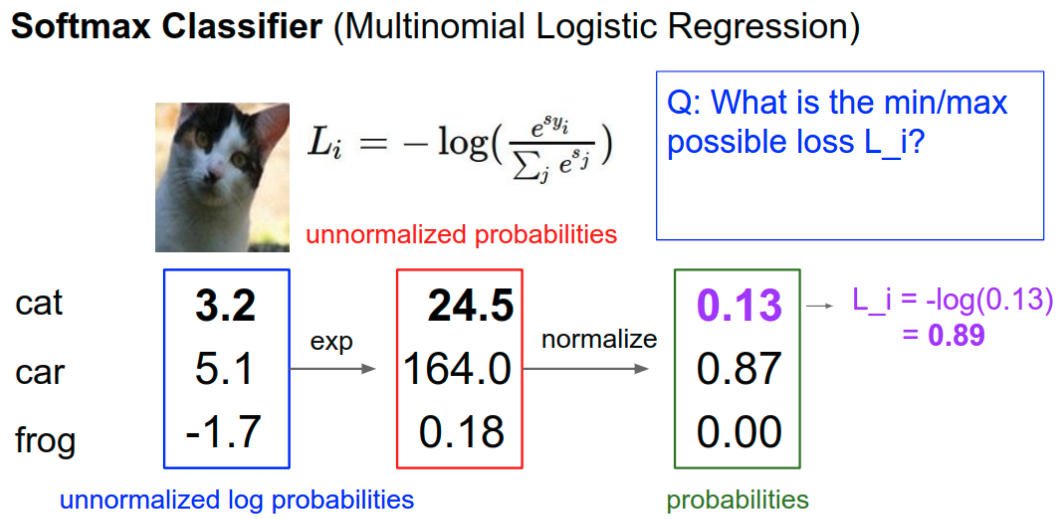 Softmax Classifier (Multinomial Logistic Regression)
L_i = -log(\frac{e^{sy_i}}{\sum_j e^{s_j}})
Q: What is the min/max
possible loss L_i?
unnormalized probabilities
cat 3.2 24.5 0.13 L_i = -log(0.13)
= 0.89
exp normalize
car 5.1 164.0 0.87
frog -1.7 0.18 0.00
unnormalized log probabilities probabilities